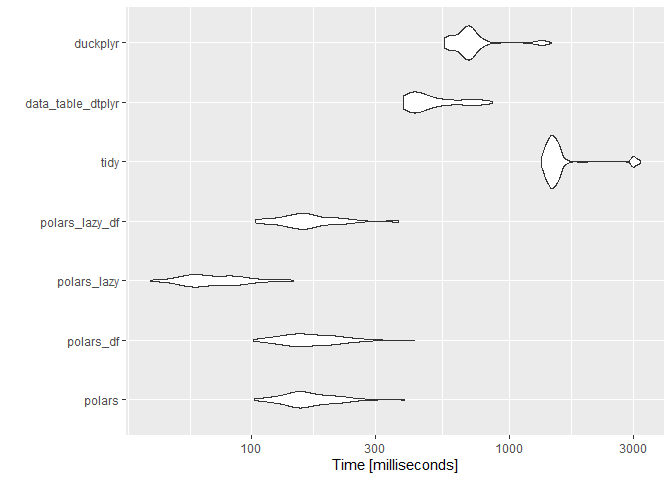 duckplyr
data_table_dtplyr
tidy
polars_lazy_df
polars_lazy
polars_df
polars
100 300 1000 3000
Time [milliseconds]